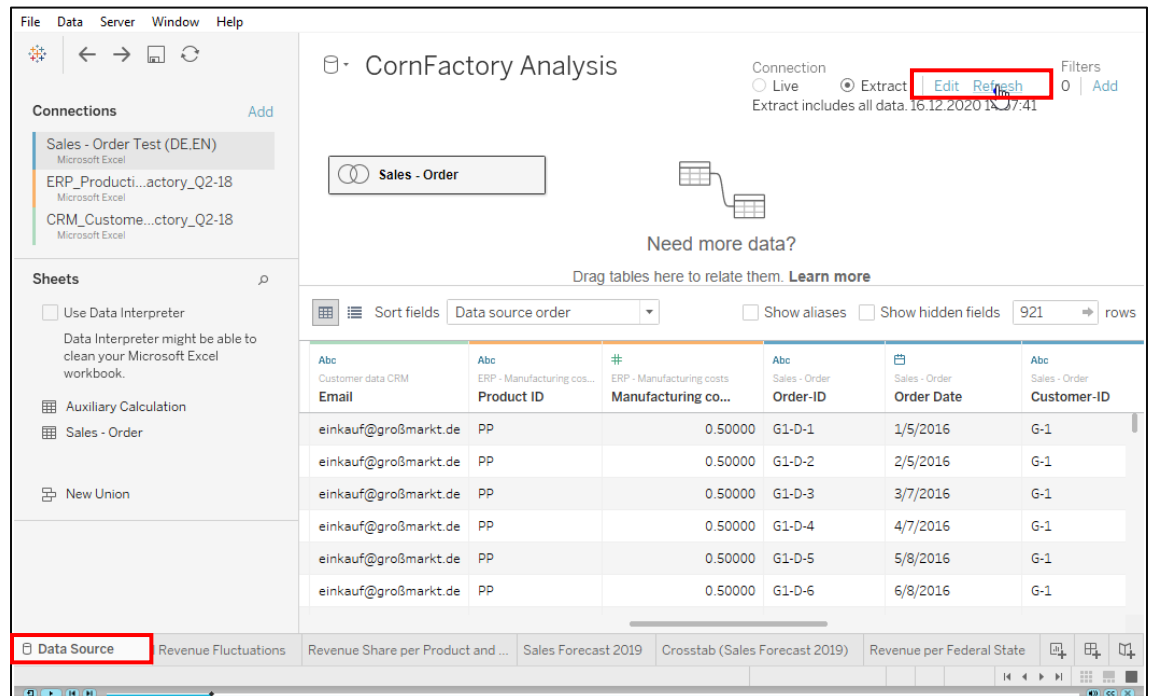 File Data Server Window Help
CornFactory Analysis
Connection
Live Extract Edit Refresh
Extract includes all data. 16.12.2020
Filters
0 Add
Connections Add
Sales - Order Test (DE,EN)
Microsoft Excel
ERP_Producti...actory_Q2-18
Microsoft Excel
CRM_Custome...ctory_Q2-18
Microsoft Excel
Sales - Order
Need more data?
Drag tables here to relate them. Learn more
Sheets
Use Data Interpreter
Data Interpreter might be able to
clean your Microsoft Excel
workbook.
Auxiliary Calculation
Sales - Order
New Union
Sort fields Data source order Show aliases Show hidden fields 921 rows
Abc Abc # Abc Abc
Customer data CRM ERP - Manufacturing cos... ERP - Manufacturing costs Sales - Order Sales - Order Sales - Order
Email Product ID Manufacturing co... Order-ID Order Date Customer-ID
einkauf@großmarkt.de PP 0.50000 G1-D-1 1/5/2016 G-1
einkauf@großmarkt.de PP 0.50000 G1-D-2 2/5/2016 G-1
einkauf@großmarkt.de PP 0.50000 G1-D-3 3/7/2016 G-1
einkauf@großmarkt.de PP 0.50000 G1-D-4 4/7/2016 G-1
einkauf@großmarkt.de PP 0.50000 G1-D-5 5/8/2016 G-1
einkauf@großmarkt.de PP 0.50000 G1-D-6 6/8/2016 G-1
Data Source Revenue Fluctuations Revenue Share per Product and ... Sales Forecast 2019 Crosstab (Sales Forecast 2019) Revenue per Federal State